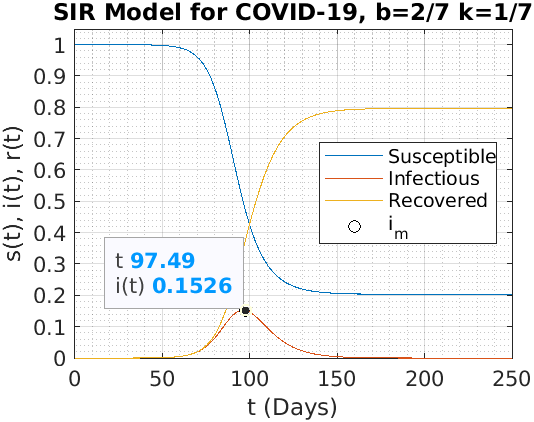 SIR Model for COVID-19, b=2/7 k=1/7
s(t), i(t), r(t)
1
0.9
0.8
0.7
0.6
0.5
0.4
0.3
0.2
0.1
0
Susceptible
Infectious
Recovered
i_m
t 97.49
i(t) 0.1526
0 50 100 150 200 250
t (Days)